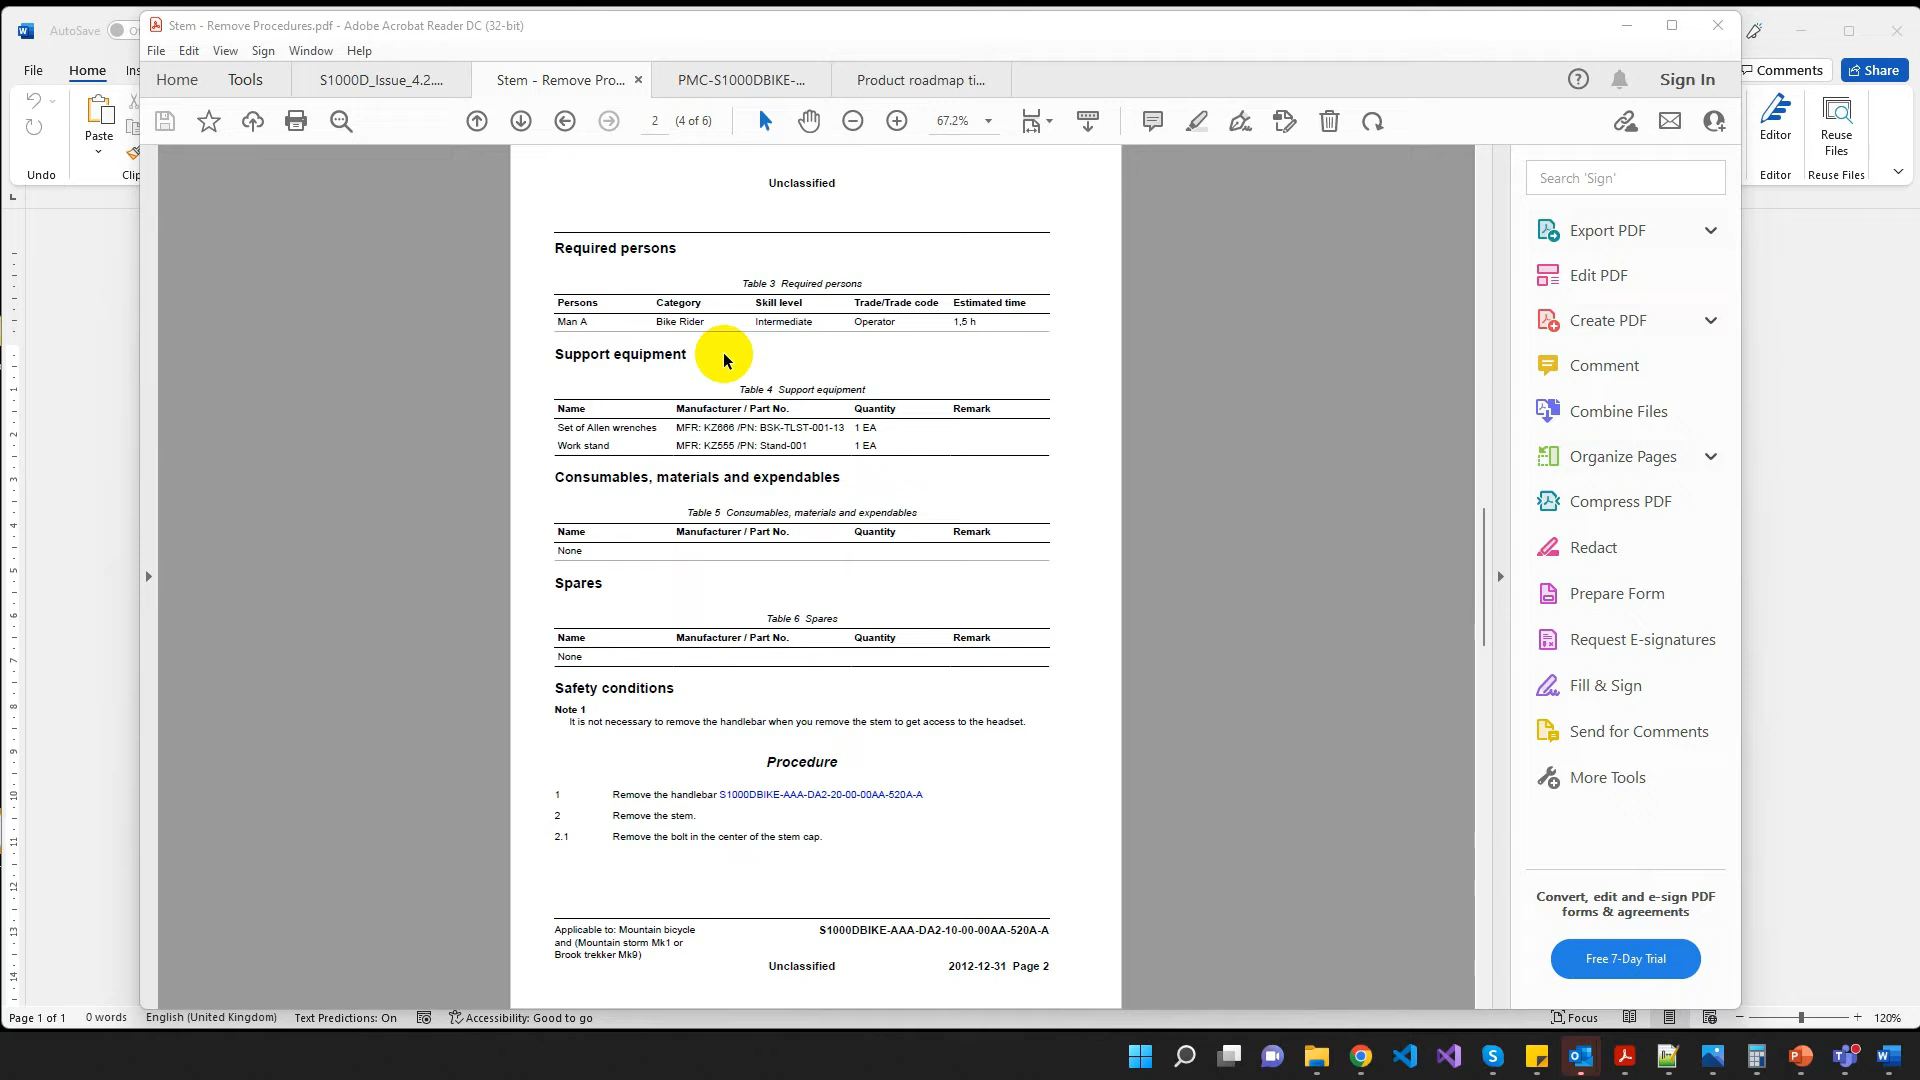 AutoSave
Stem - Remove Procedures.pdf - Adobe Acrobat Reader DC (32-bit)
File Edit View Sign Window Help
File Home Ins
Home Tools S1000D_Issue_4.2.... Stem - Remove Pro... PMC-S1000DBIKE-... Product roadmap ti... Sign In
Comments Share
2 (4 of 6) 67.2%
Paste
Editor
Reuse
Files
Undo Clip
Editor Reuse Files
Search 'Sign'
Export PDF
Edit PDF
Create PDF
Comment
Combine Files
Organize Pages
Compress PDF
Redact
Prepare Form
Request E-signatures
Fill & Sign
Send for Comments
More Tools
Convert, edit and e-sign PDF
forms & agreements
Free 7-Day Trial
Unclassified
Required persons
Table 3 Required persons
Persons Category Skill level Trade/Trade code Estimated time
Man A Bike Rider Intermediate Operator 1,5 h
Support equipment
Table 4 Support equipment
Name Manufacturer / Part No. Quantity Remark
Set of Allen wrenches MFR: KZ666 /PN: BSK-TLST-001-13 1 EA
Work stand MFR: KZ555 /PN: Stand-001 1 EA
Consumables, materials and expendables
Table 5 Consumables, materials and expendables
Name Manufacturer / Part No. Quantity Remark
None
Spares
Table 6 Spares
Name Manufacturer / Part No. Quantity Remark
None
Safety conditions
Note 1
It is not necessary to remove the handlebar when you remove the stem to get access to the headset.
Procedure
1 Remove the handlebar S1000DBIKE-AAA-DA2-20-00-00AA-520A-A
2 Remove the stem.
2.1 Remove the bolt in the center of the stem cap.
Applicable to: Mountain bicycle
and (Mountain storm Mk1 or
Brook trekker Mk9)
S1000DBIKE-AAA-DA2-10-00-00AA-520A-A
Unclassified 2012-12-31 Page 2
Page 1 of 1 0 words English (United Kingdom) Text Predictions: On Accessibility: Good to go Focus 120%